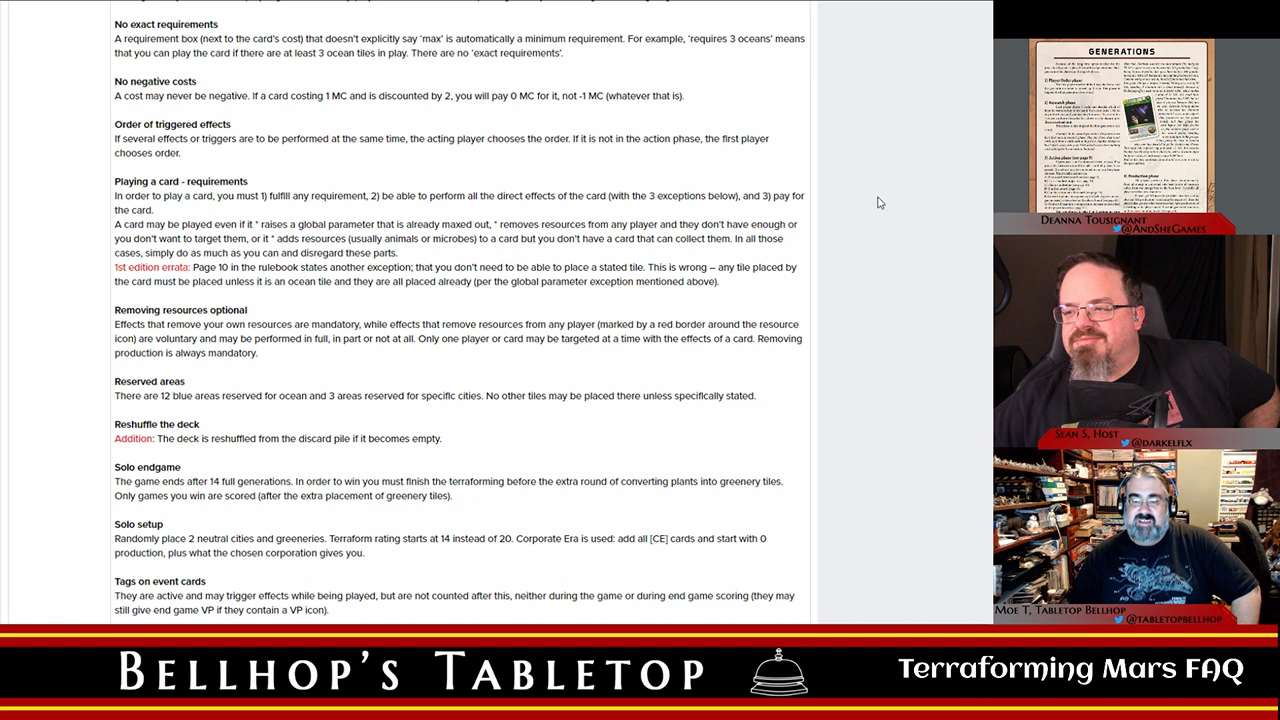 No exact requirements
A requirement box (next to the card's cost) that doesn't explicitly say 'max' is automatically a minimum requirement. For example, 'requires 3 oceans' means
that you can play the card if there are at least 3 ocean tiles in play. There are no 'exact requirements'.
No negative costs
A cost may never be negative. If a card costing 1 MC
y 0 MC for it, not -1 MC (whatever that is).
Order of triggered effects
If several effects or triggers are to be performed at the same time, the active player chooses the order. If it is not in the action phase, the first player
chooses order.
Playing a card - requirements
In order to play a card, you must 1) fulfill any requirement, 2) be able to perform all the direct effects of the card (with the 3 exceptions below), and 3) pay for
the card.
A card may be played even if it * raises a global parameter that is already maxed out, * removes resources from any player and they don't have enough or
you don't want to target them, or it * adds resources (usually animals or microbes) to a card but you don't have a card that can collect them. In all those
cases, simply do as much as you can and disregard these parts.
1st edition errata: Page 10 in the rulebook states another exception; that you don't need to be able to place a stated tile. This is wrong – any tile placed by
the card must be placed unless it is an ocean tile and they are all placed already (per the global parameter exception mentioned above).
Removing resources optional
Effects that remove your own resources are mandatory, while effects that remove resources from any player (marked by a red border around the resource
icon) are voluntary and may be performed in full, in part or not at all. Only one player or card may be targeted at a time with the effects of a card. Removing
production is always mandatory.
Reserved areas
There are 12 blue areas reserved for ocean and 3 areas reserved for specific cities. No other tiles may be placed there unless specifically stated.
Reshuffle the deck
Addition: The deck is reshuffled from the discard pile if it becomes empty.
Solo endgame
The game ends after 14 full generations. In order to win you must finish the terraforming before the extra round of converting plants into greenery tiles.
Only games you win are scored (after the extra placement of greenery tiles).
Solo setup
Randomly place 2 neutral cities and greeneries. Terraform rating starts at 14 instead of 20. Corporate Era is used: add all [CE] cards and start with 0
production, plus what the chosen corporation gives you.
Tags on event cards
They are active and may trigger effects while being played, but are not counted after this, neither during the game or during end game scoring (they may
still give end game VP if they contain a VP icon).
GENERATIONS
Deanna Tousignant
@AndSheGames
Sean S, Host
@DARKELFLX
Moe T, Tabletop Bellhop
@TABLETOPBELLHOP
Bellhop's Tabletop
Terraforming Mars FAQ